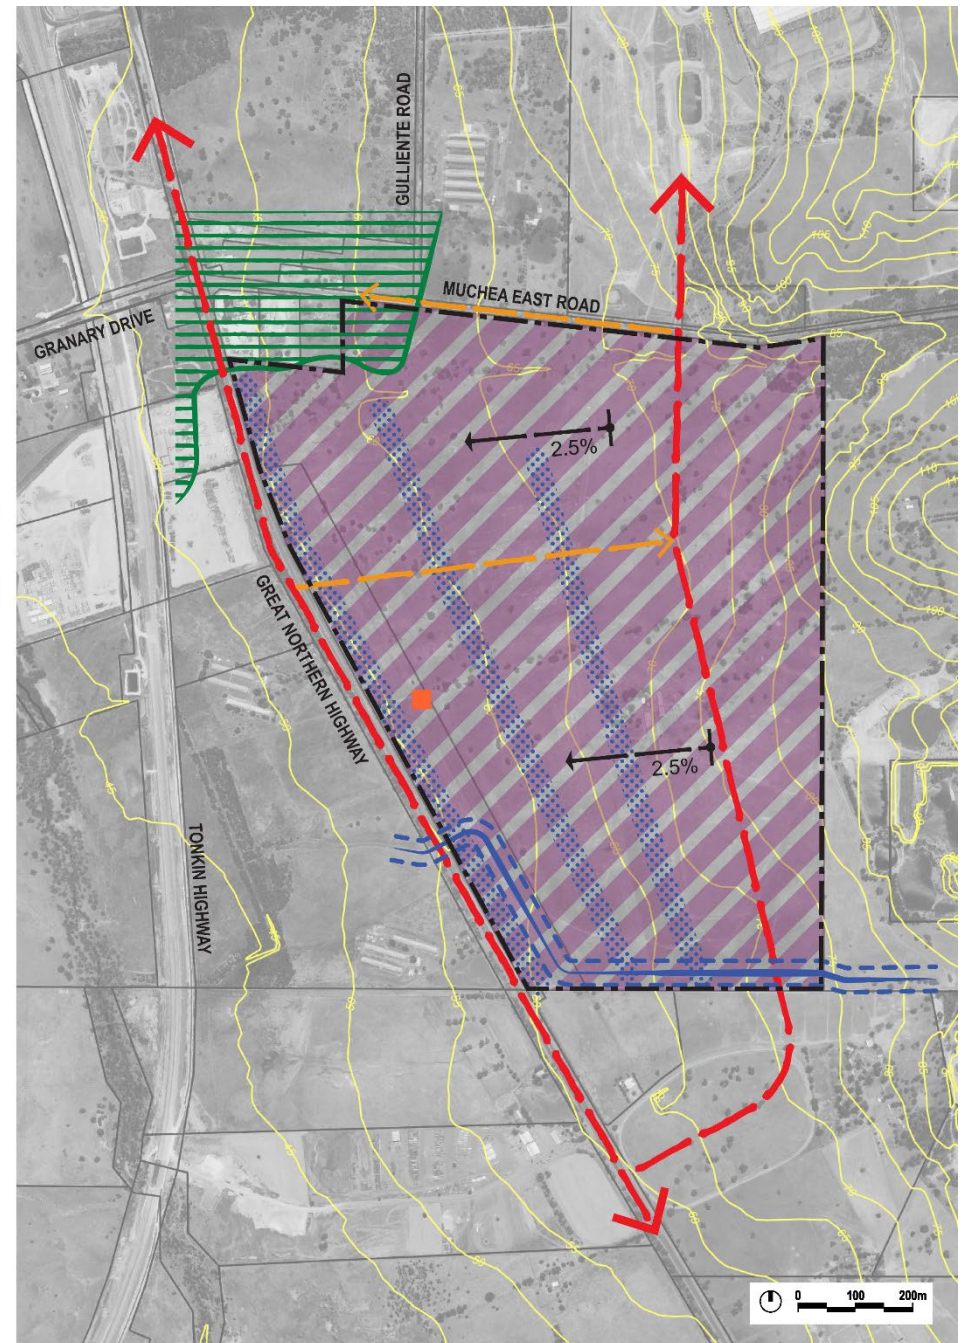 GULLIENTE ROAD
MUCHEA EAST ROAD
GRANARY DRIVE
2.5%
GREAT NORTHERN HIGHWAY
2.5%
TONKIN HIGHWAY
0 100 200m